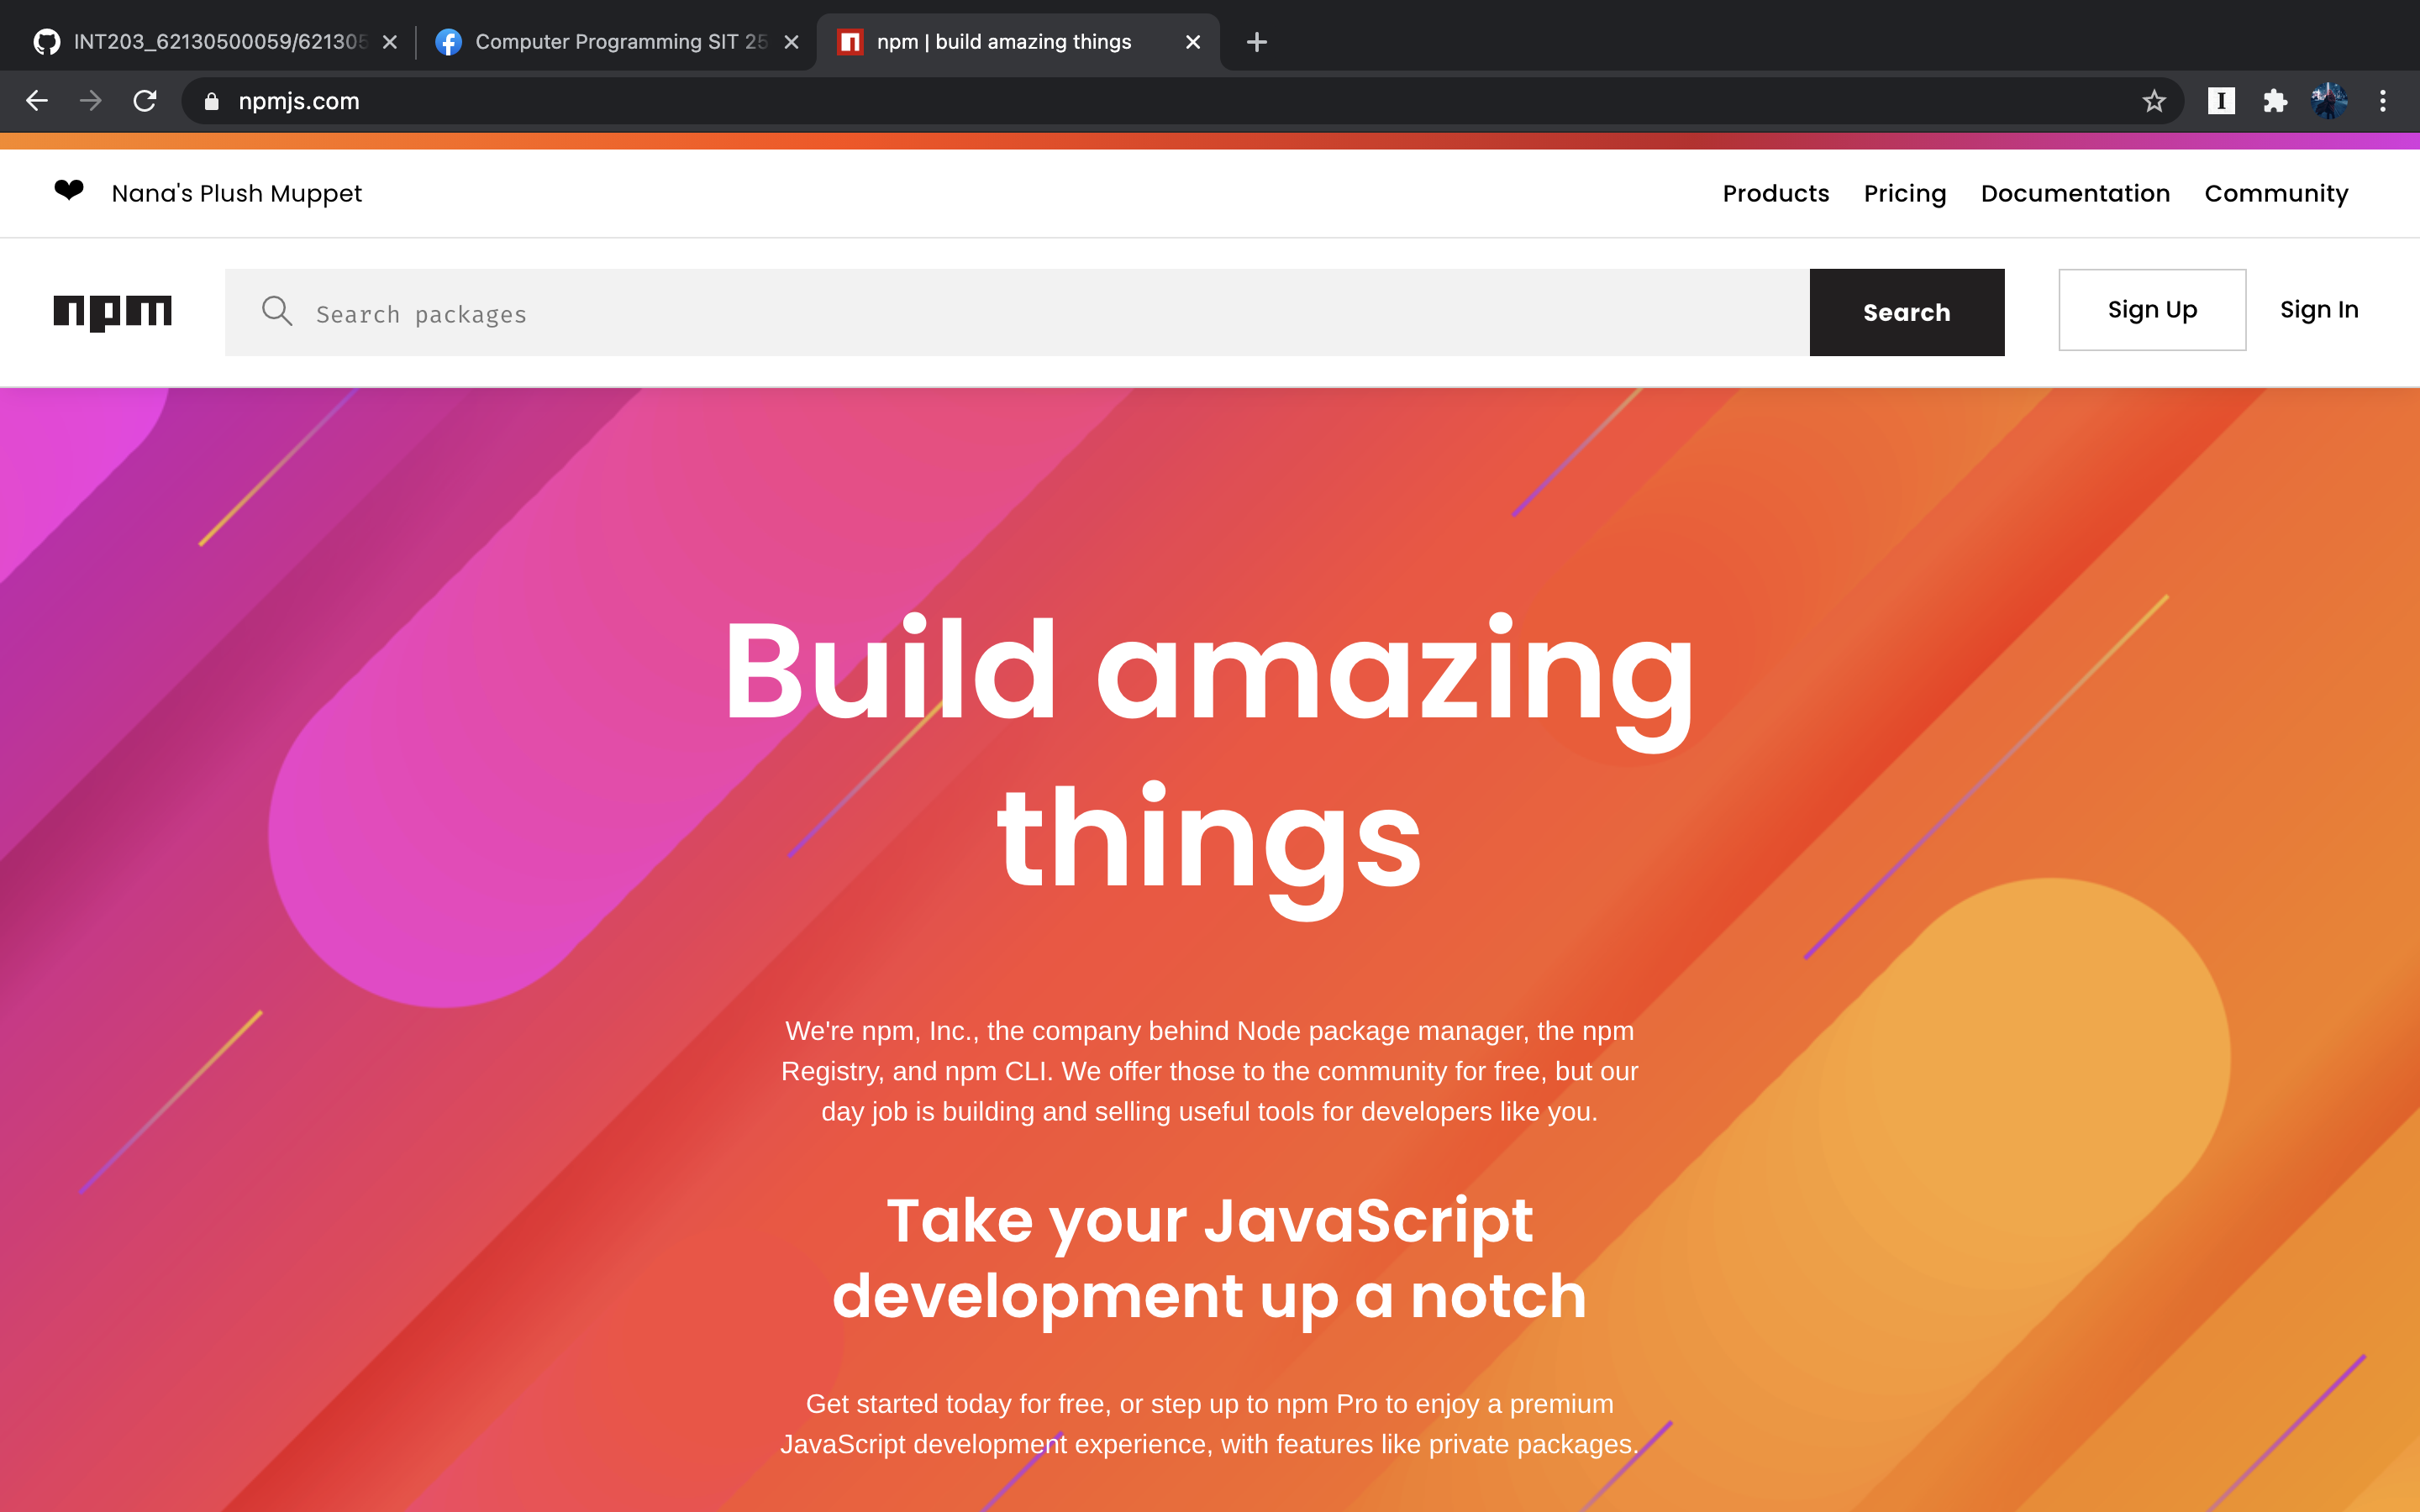 INT203_62130500059/621305
Computer Programming SIT 25
npm | build amazing things
npmjs.com
Nana's Plush Muppet
Products
Pricing
Documentation
Community
npm
Search packages
Search
Sign Up
Sign In
Build amazing
things
We're npm, Inc., the company behind Node package manager, the npm
Registry, and npm CLI. We offer those to the community for free, but our
day job is building and selling useful tools for developers like you.
Take your JavaScript
development up a notch
Get started today for free, or step up to npm Pro to enjoy a premium
JavaScript development experience, with features like private packages.